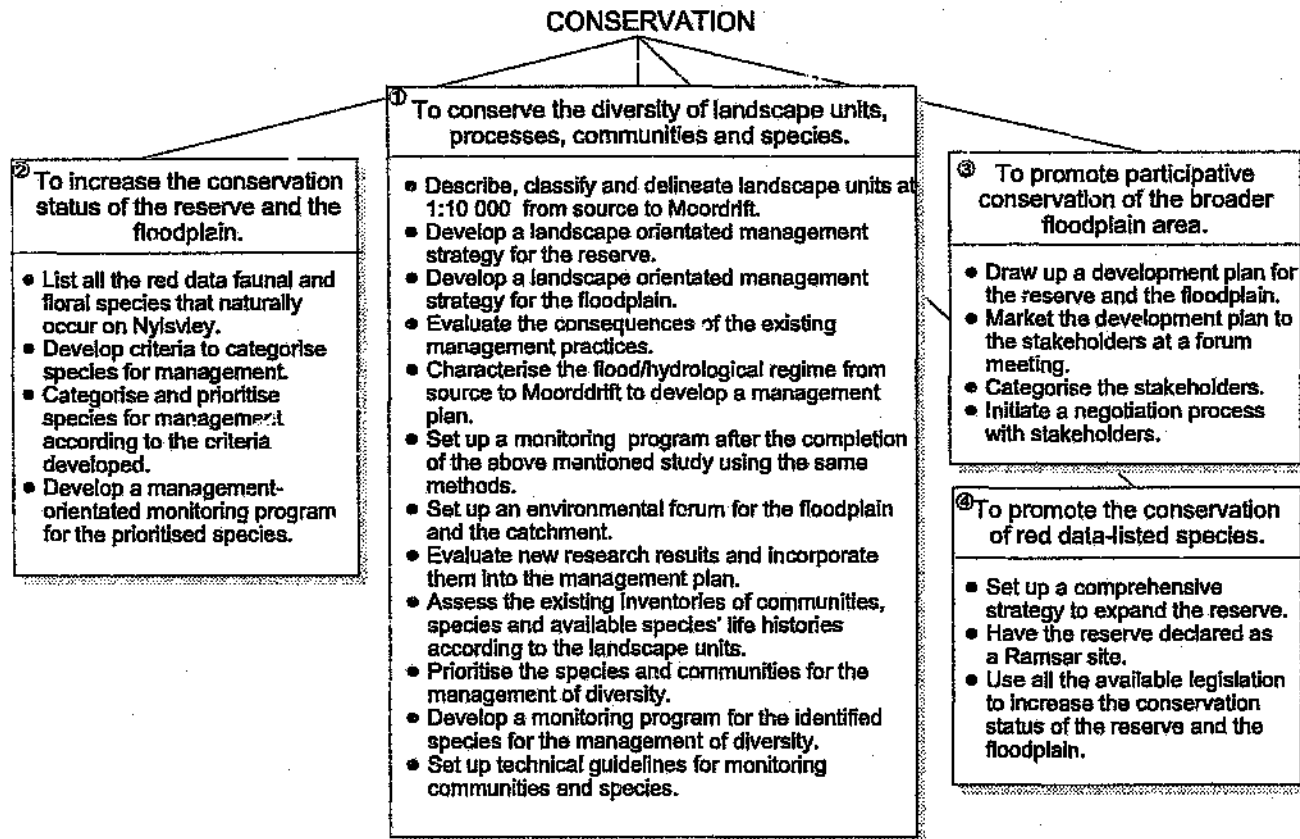 CONSERVATION
①
To conserve the diversity of landscape units,
processes, communities and species.
● Describe, classify and delineate landscape units at
1:10 000 from source to Moordrift.
● Develop a landscape orientated management
strategy for the reserve.
● Develop a landscape orientated management
strategy for the floodplain.
● Evaluate the consequences of the existing
management practices.
● Characterise the flood/hydrological regime from
source to Moorddrift to develop a management
plan.
● Set up a monitoring program after the completion
of the above mentioned study using the same
methods.
● Set up an environmental forum for the floodplain
and the catchment.
● Evaluate new research results and incorporate
them into the management plan.
● Assess the existing inventories of communities,
species and available species' life histories
according to the landscape units.
● Prioritise the species and communities for the
management of diversity.
● Develop a monitoring program for the identified
species for the management of diversity.
● Set up technical guidelines for monitoring
communities and species.
②
To increase the conservation
status of the reserve and the
floodplain.
● List all the red data faunal and
floral species that naturally
occur on Nylsvley.
● Develop criteria to categorise
species for management.
● Categorise and prioritise
species for management
according to the criteria
developed.
● Develop a management-
orientated monitoring program
for the prioritised species.
③
To promote participative
conservation of the broader
floodplain area.
● Draw up a development plan for
the reserve and the floodplain.
● Market the development plan to
the stakeholders at a forum
meeting.
● Categorise the stakeholders.
● Initiate a negotiation process
with stakeholders.
④
To promote the conservation
of red data-listed species.
● Set up a comprehensive
strategy to expand the reserve.
● Have the reserve declared as
a Ramsar site.
● Use all the available legislation
to increase the conservation
status of the reserve and the
floodplain.